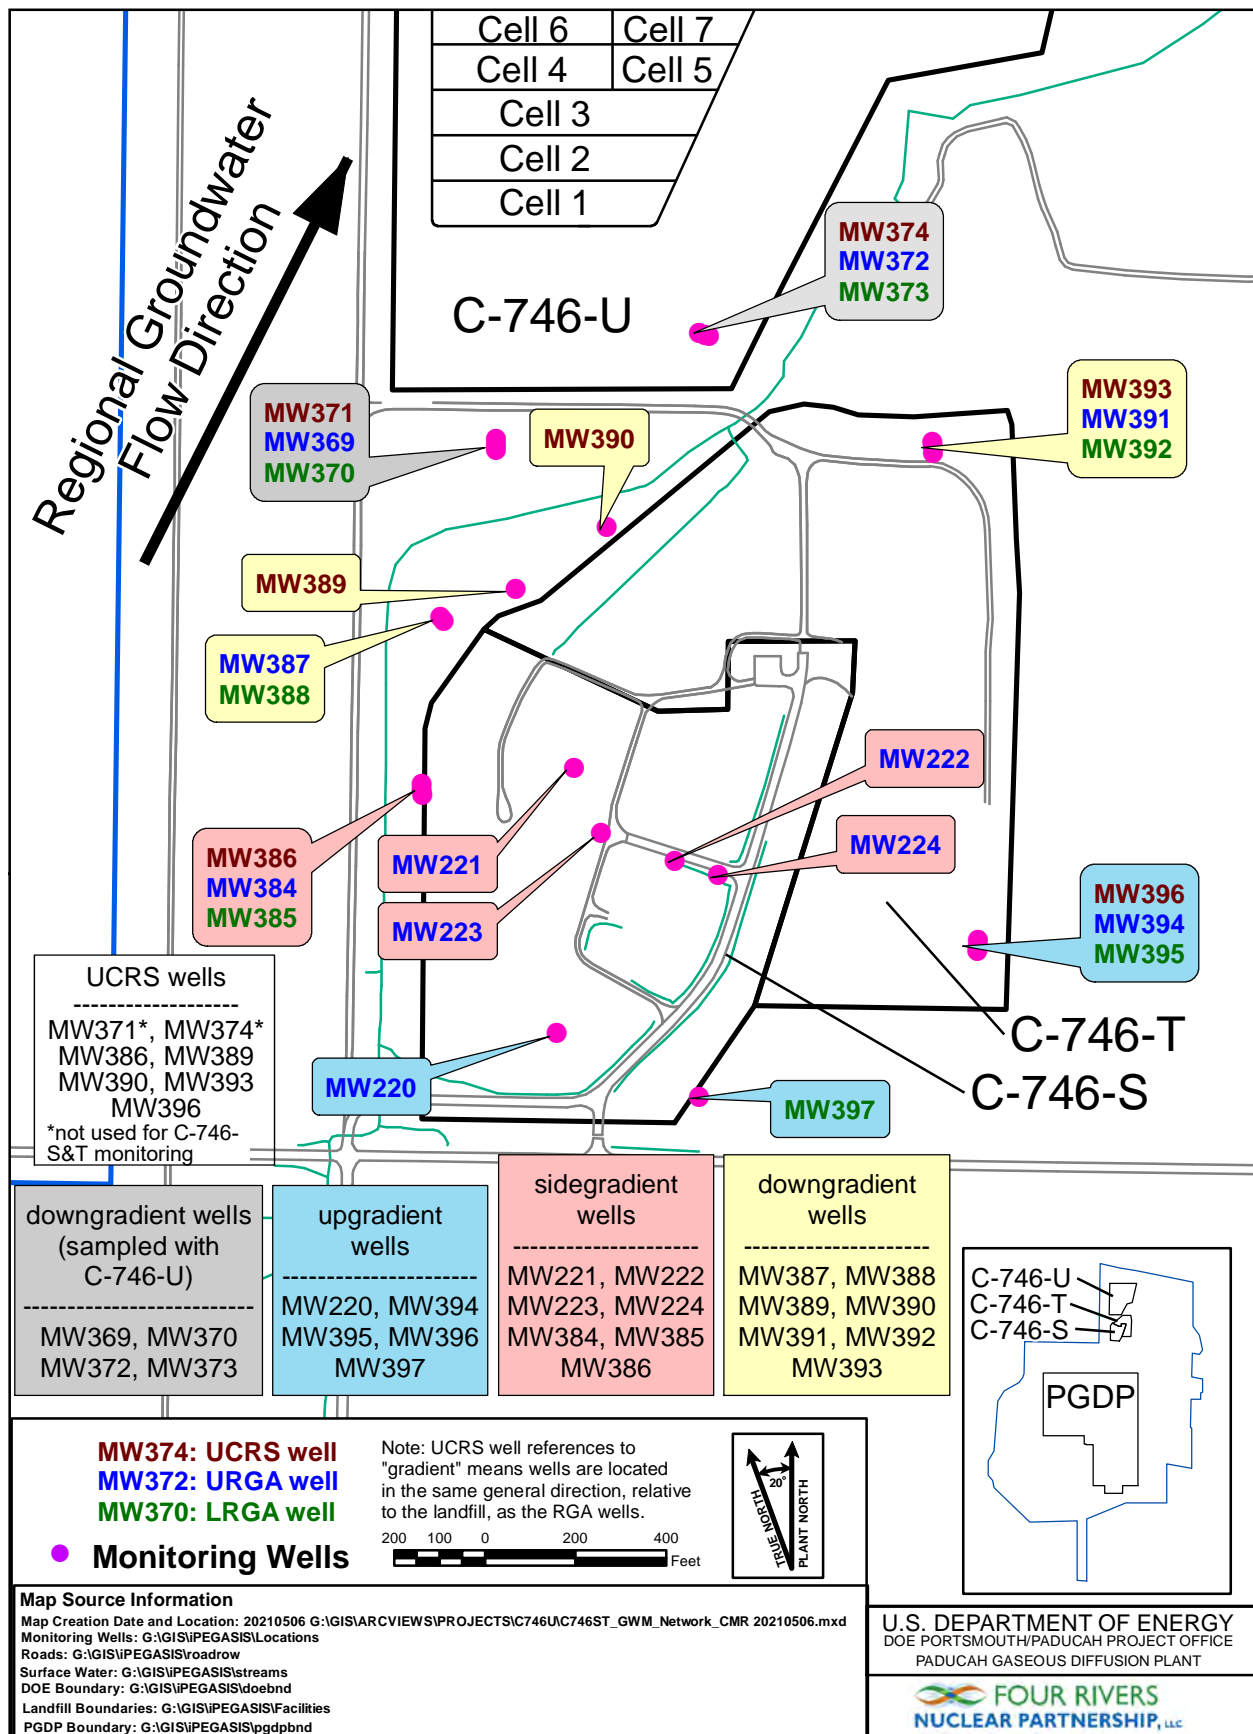 Cell 6
Cell 7
Cell 4
Cell 5
Cell 3
Cell 2
Cell 1
Regional Groundwater
Flow Direction
C-746-U
MW374
MW372
MW373
MW371
MW369
MW370
MW390
MW393
MW391
MW392
MW389
MW387
MW388
MW222
MW224
MW386
MW384
MW385
MW221
MW223
MW396
MW394
MW395
MW220
MW397
C-746-T
C-746-S
UCRS wells
-------------------
MW371*, MW374*
MW386, MW389
MW390, MW393
MW396
*not used for C-746-
S&T monitoring
downgradient wells
(sampled with
C-746-U)
--------------------------
MW369, MW370
MW372, MW373
upgradient
wells
----------------------
MW220, MW394
MW395, MW396
MW397
sidegradient
wells
---------------------
MW221, MW222
MW223, MW224
MW384, MW385
MW386
downgradient
wells
---------------------
MW387, MW388
MW389, MW390
MW391, MW392
MW393
C-746-U
C-746-T
C-746-S
PGDP
MW374: UCRS well
MW372: URGA well
MW370: LRGA well
Monitoring Wells
Note: UCRS well references to
"gradient" means wells are located
in the same general direction, relative
to the landfill, as the RGA wells.
200 100 0 200 400
Feet
20°
TRUE NORTH
PLANT NORTH
Map Source Information
Map Creation Date and Location: 20210506 G:\GIS\ARCVIEWS\PROJECTS\C746U\C746ST_GWM_Network_CMR 20210506.mxd
Monitoring Wells: G:\GIS\iPEGASIS\Locations
Roads: G:\GIS\iPEGASIS\roadrow
Surface Water: G:\GIS\iPEGASIS\streams
DOE Boundary: G:\GIS\iPEGASIS\doebnd
Landfill Boundaries: G:\GIS\iPEGASIS\Facilities
PGDP Boundary: G:\GIS\iPEGASIS\pgdpbnd
U.S. DEPARTMENT OF ENERGY
DOE PORTSMOUTH/PADUCAH PROJECT OFFICE
PADUCAH GASEOUS DIFFUSION PLANT
FOUR RIVERS
NUCLEAR PARTNERSHIP, LLC